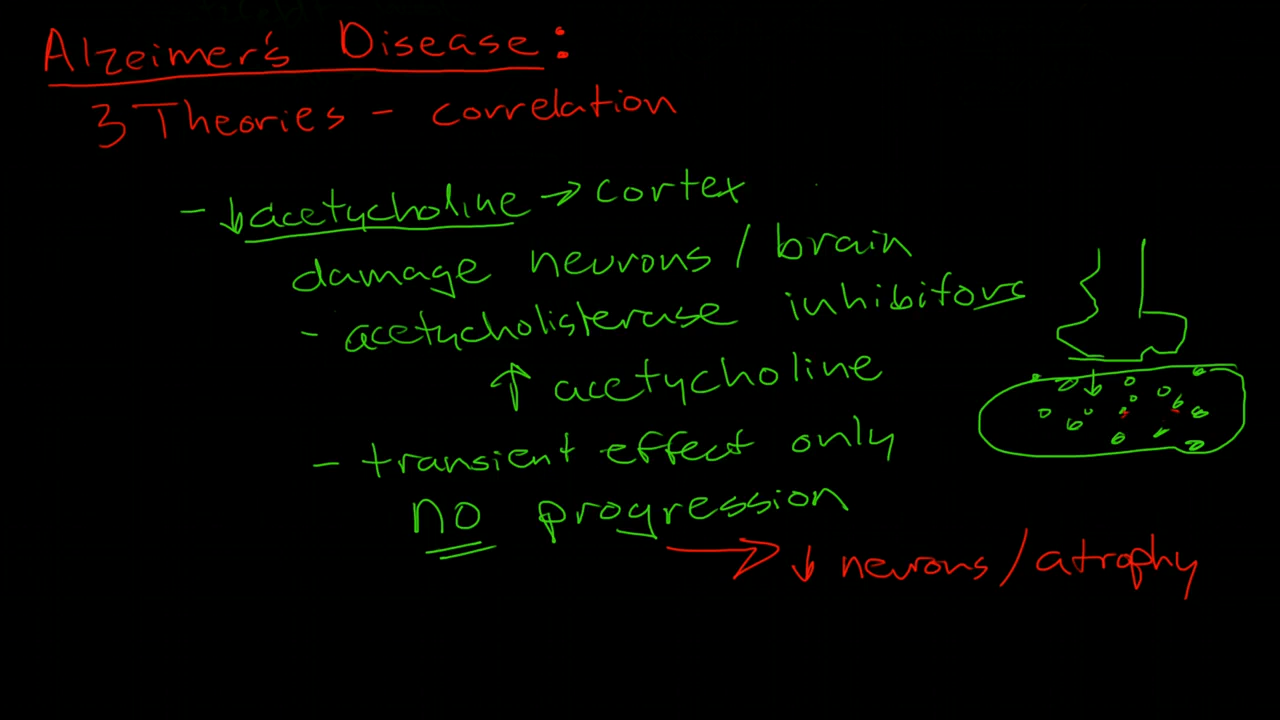 Alzeimer's Disease:
3 Theories - correlation
- ↓ acetycholine → cortex
damage neurons / brain
- acetycholisterase inhibitors
↑ acetycholine
- transient effect only
no progression
→ ↓ neurons / atrophy